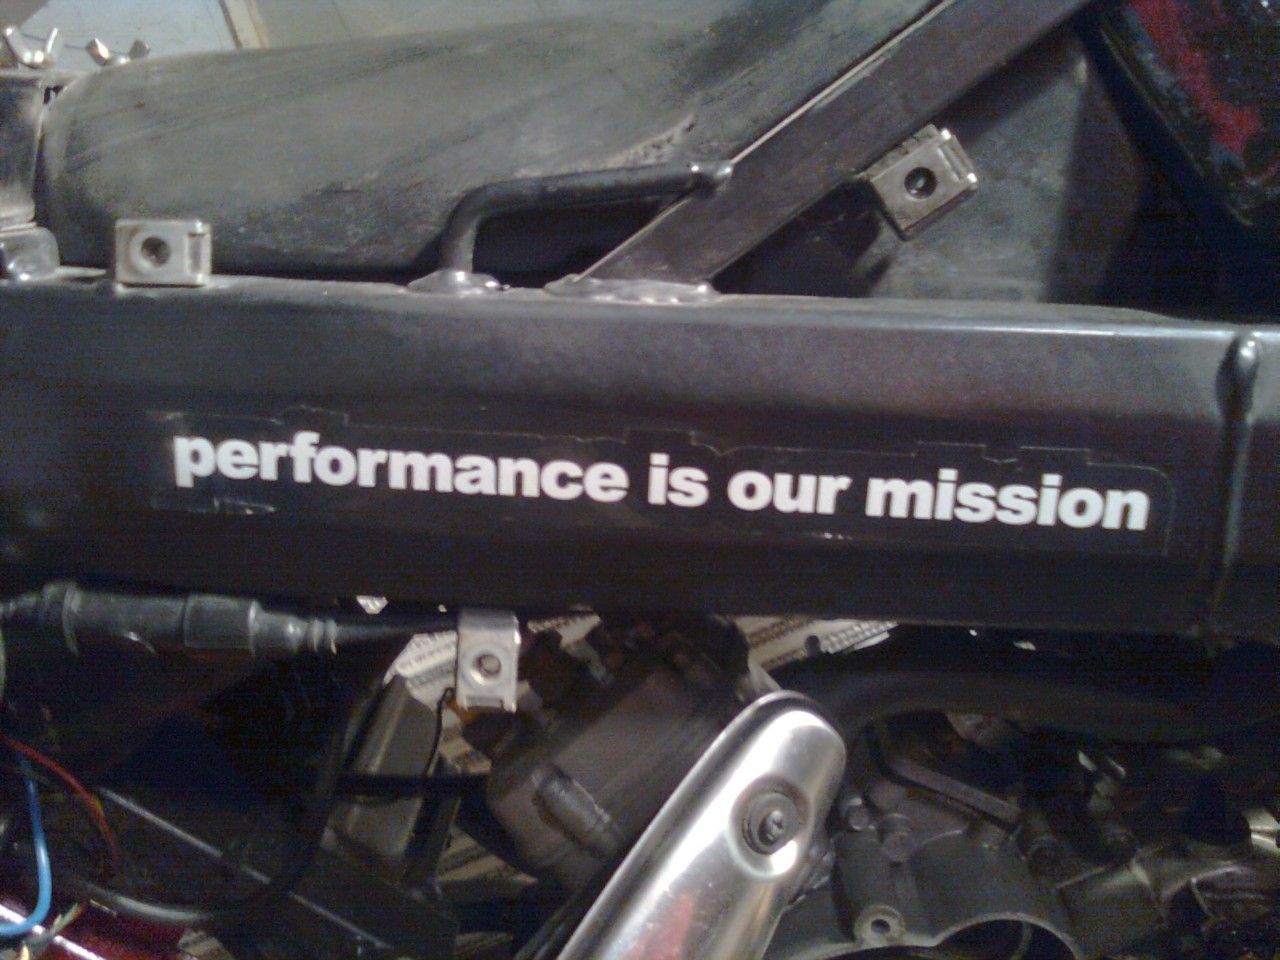 performance is our mission